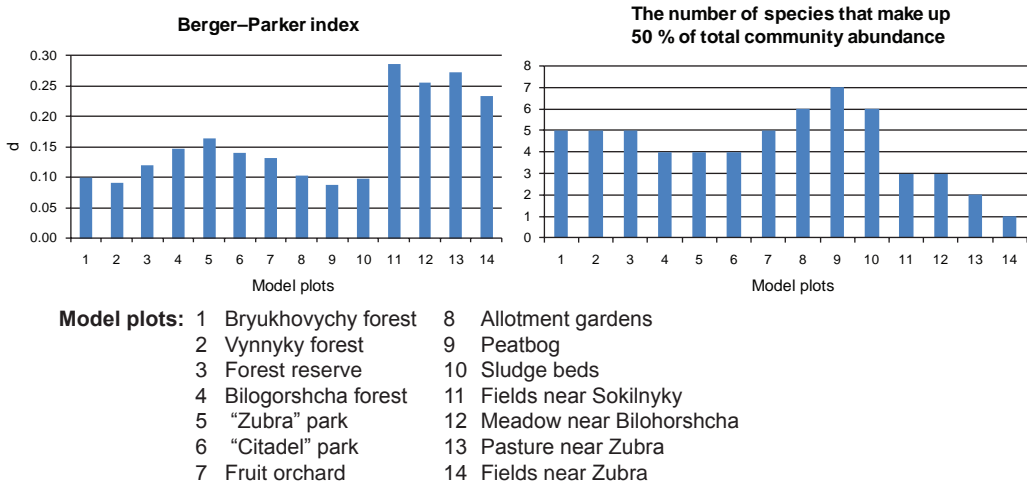 Berger–Parker index
0.30
0.25
0.20
0.15
0.10
0.05
0.00
d
1 2 3 4 5 6 7 8 9 10 11 12 13 14
Model plots
The number of species that make up
50 % of total community abundance
8
7
6
5
4
3
2
1
0
1 2 3 4 5 6 7 8 9 10 11 12 13 14
Model plots
Model plots: 1 Bryukhovychy forest 8 Allotment gardens
2 Vynnyky forest 9 Peatbog
3 Forest reserve 10 Sludge beds
4 Bilogorshcha forest 11 Fields near Sokilnyky
5 “Zubra” park 12 Meadow near Bilohorshcha
6 “Citadel” park 13 Pasture near Zubra
7 Fruit orchard 14 Fields near Zubra